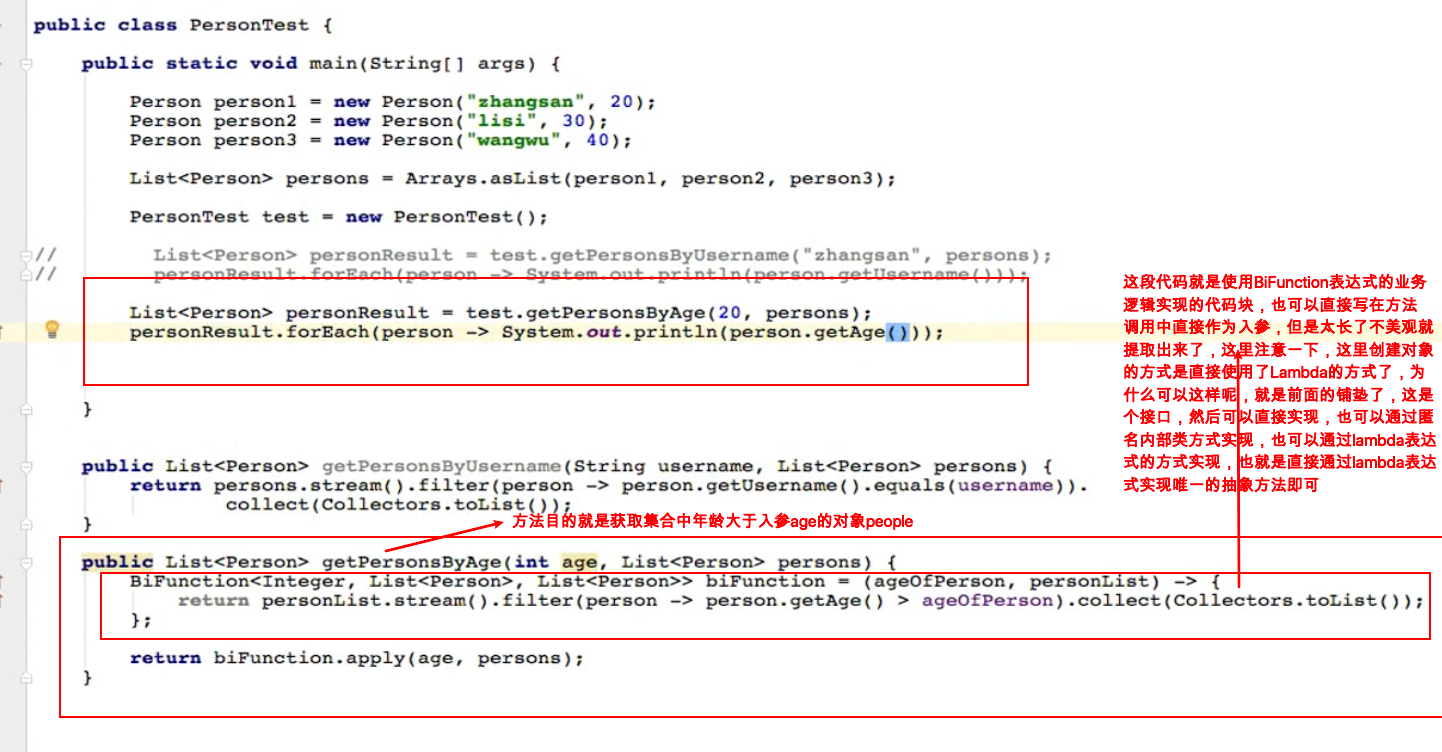 public class PersonTest {
public static void main(String[] args) {
Person person1 = new Person("zhangsan", 20);
Person person2 = new Person("lisi", 30);
Person person3 = new Person("wangwu", 40);
List<Person> persons = Arrays.asList(person1, person2, person3);
PersonTest test = new PersonTest();
// List<Person> personResult = test.getPersonsByUsername("zhangsan", persons);
// personResult.forEach(person -> System.out.println(person.getUsername()));
List<Person> personResult = test.getPersonsByAge(20, persons);
personResult.forEach(person -> System.out.println(person.getAge()));
}
这段代码就是使用BiFunction表达式的业务
逻辑实现的代码块，也可以直接写在方法
调用中直接作为入参，但是太长了不美观就
提取出来了，这里注意一下，这里创建对象
的方式是直接使用了Lambda的方式了，为
什么可以这样呢，就是前面的铺垫了，这是
个接口，然后可以直接实现，也可以通过匿
名内部类方式实现，也可以通过lambda表达
式的方式实现，也就是直接通过lambda表达
式实现唯一的抽象方法即可
public List<Person> getPersonsByUsername(String username, List<Person> persons) {
return persons.stream().filter(person -> person.getUsername().equals(username)).
collect(Collectors.toList());
}
方法目的就是获取集合中年龄大于入参age的对象people
public List<Person> getPersonsByAge(int age, List<Person> persons) {
BiFunction<Integer, List<Person>, List<Person>> biFunction = (ageOfPerson, personList) -> {
return personList.stream().filter(person -> person.getAge() > ageOfPerson).collect(Collectors.toList());
};
return biFunction.apply(age, persons);
}